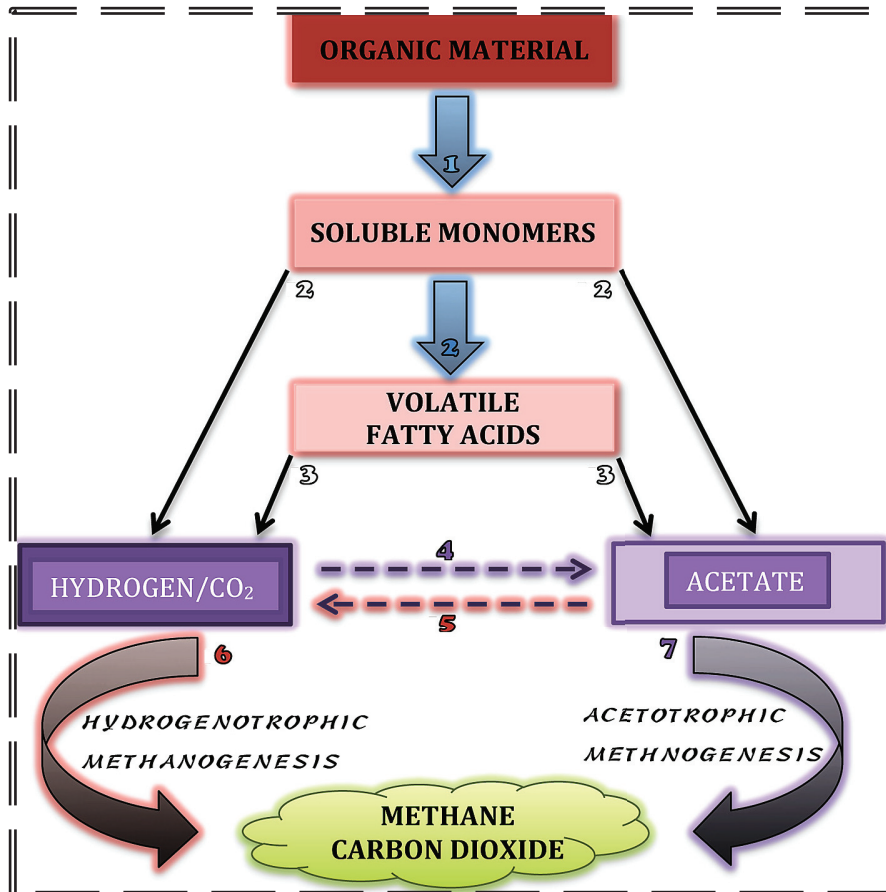 ORGANIC MATERIAL
1
SOLUBLE MONOMERS
2
2
2
VOLATILE
FATTY ACIDS
3
3
4
HYDROGEN/CO₂
ACETATE
5
6
7
HYDROGENOTROPHIC
METHANOGENESIS
ACETOTROPHIC
METHNOGENESIS
METHANE
CARBON DIOXIDE